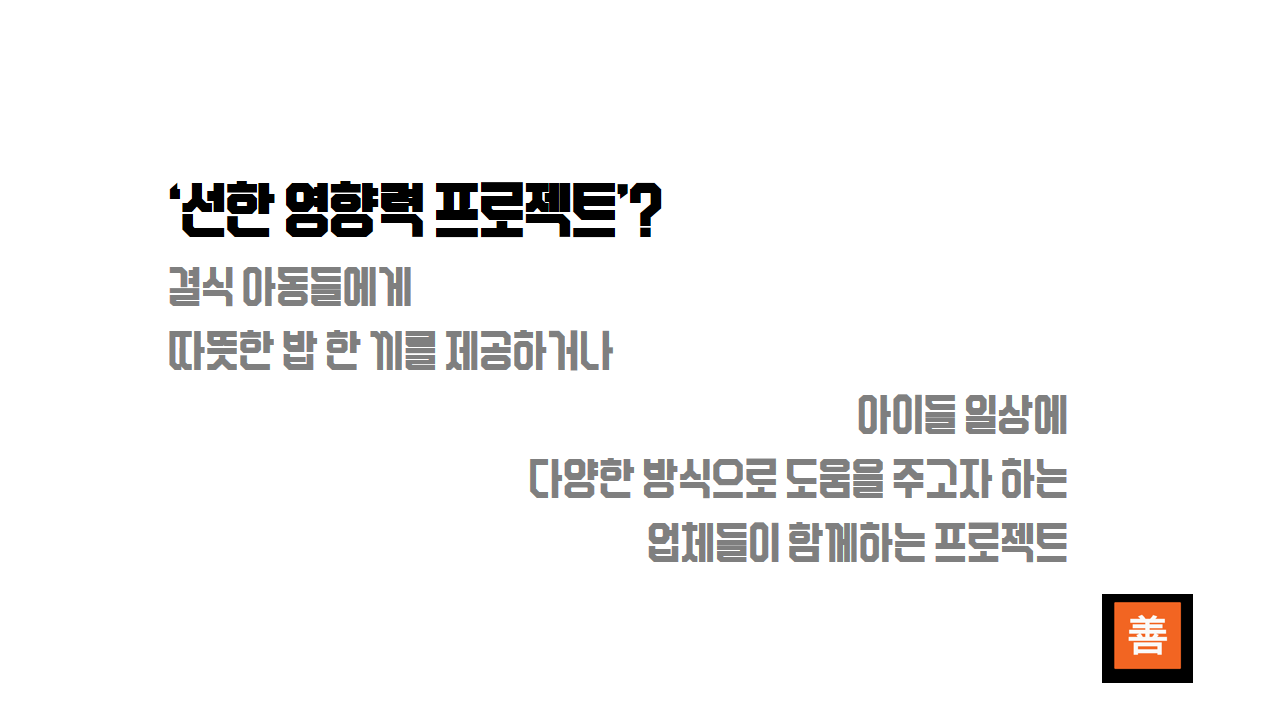 ‘선한 영향력 프로젝트’?
결식 아동들에게
따뜻한 밥 한 끼를 제공하거나
아이들 일상에
다양한 방식으로 도움을 주고자 하는
업체들이 함께하는 프로젝트
善